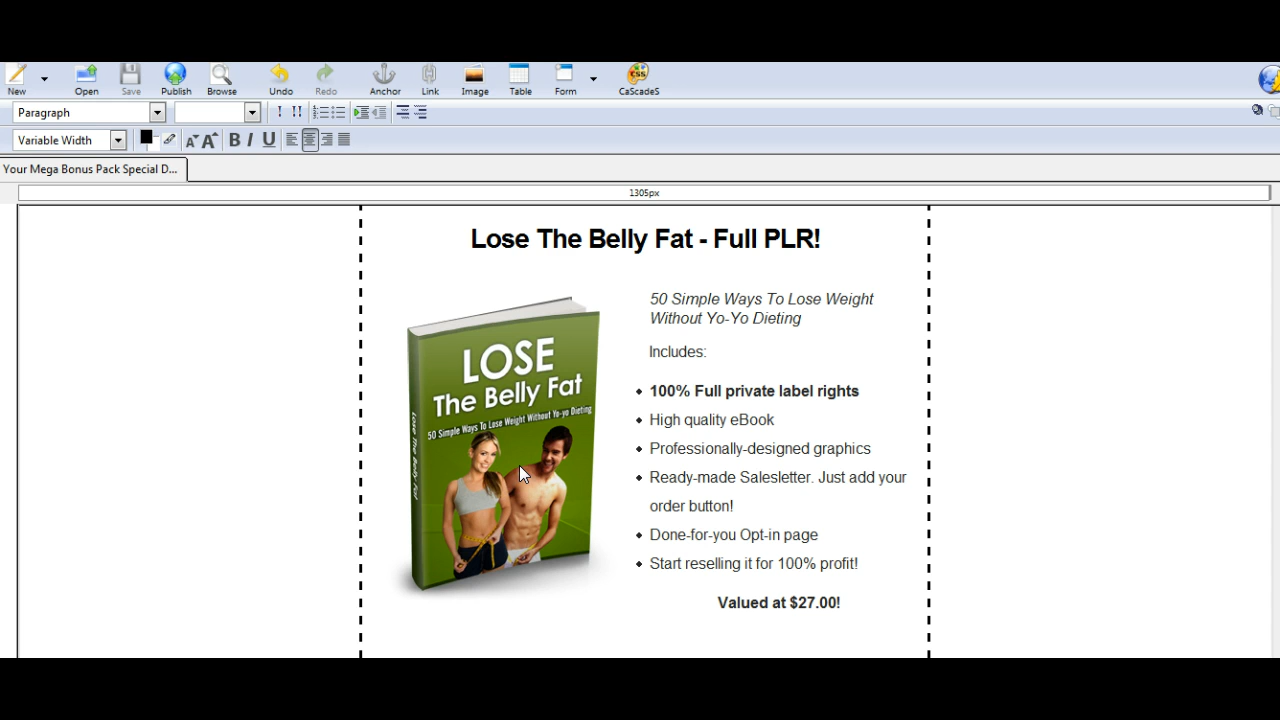 New
Open
Save
Publish
Browse
Undo
Redo
Anchor
Link
Image
Table
Form
CaScadeS
Paragraph
Variable Width
B I U
Your Mega Bonus Pack Special D...
1305px
Lose The Belly Fat - Full PLR!
50 Simple Ways To Lose Weight
Without Yo-Yo Dieting
Includes:
100% Full private label rights
High quality eBook
Professionally-designed graphics
Ready-made Salesletter. Just add your
order button!
Done-for-you Opt-in page
Start reselling it for 100% profit!
Valued at $27.00!
LOSE
The Belly Fat
50 Simple Ways To Lose Weight Without Yo-yo Dieting
Lose The Belly Fat